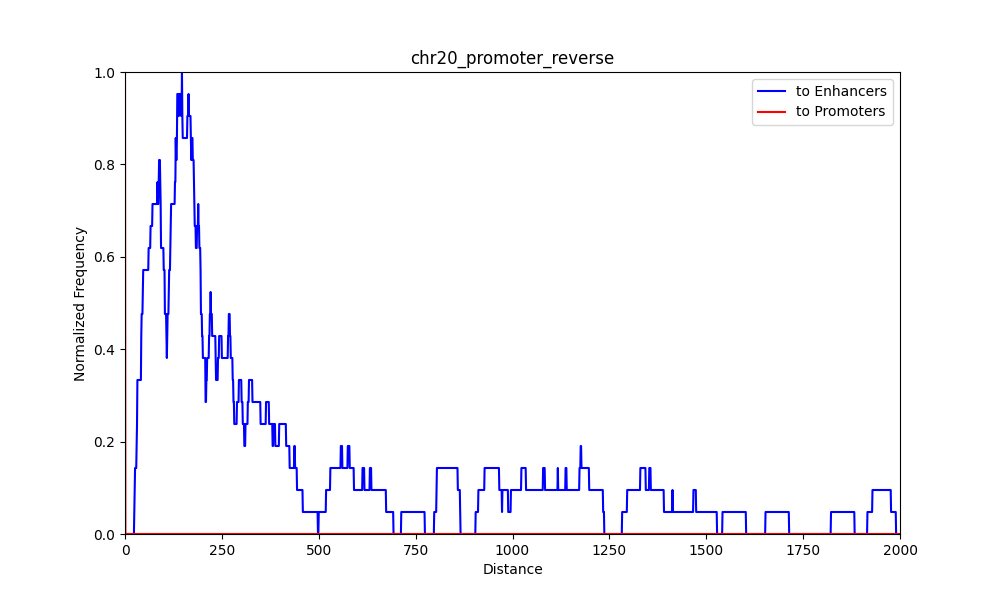 chr20_promoter_reverse
to Enhancers
to Promoters
Normalized Frequency
1.0
0.8
0.6
0.4
0.2
0.0
0 250 500 750 1000 1250 1500 1750 2000
Distance